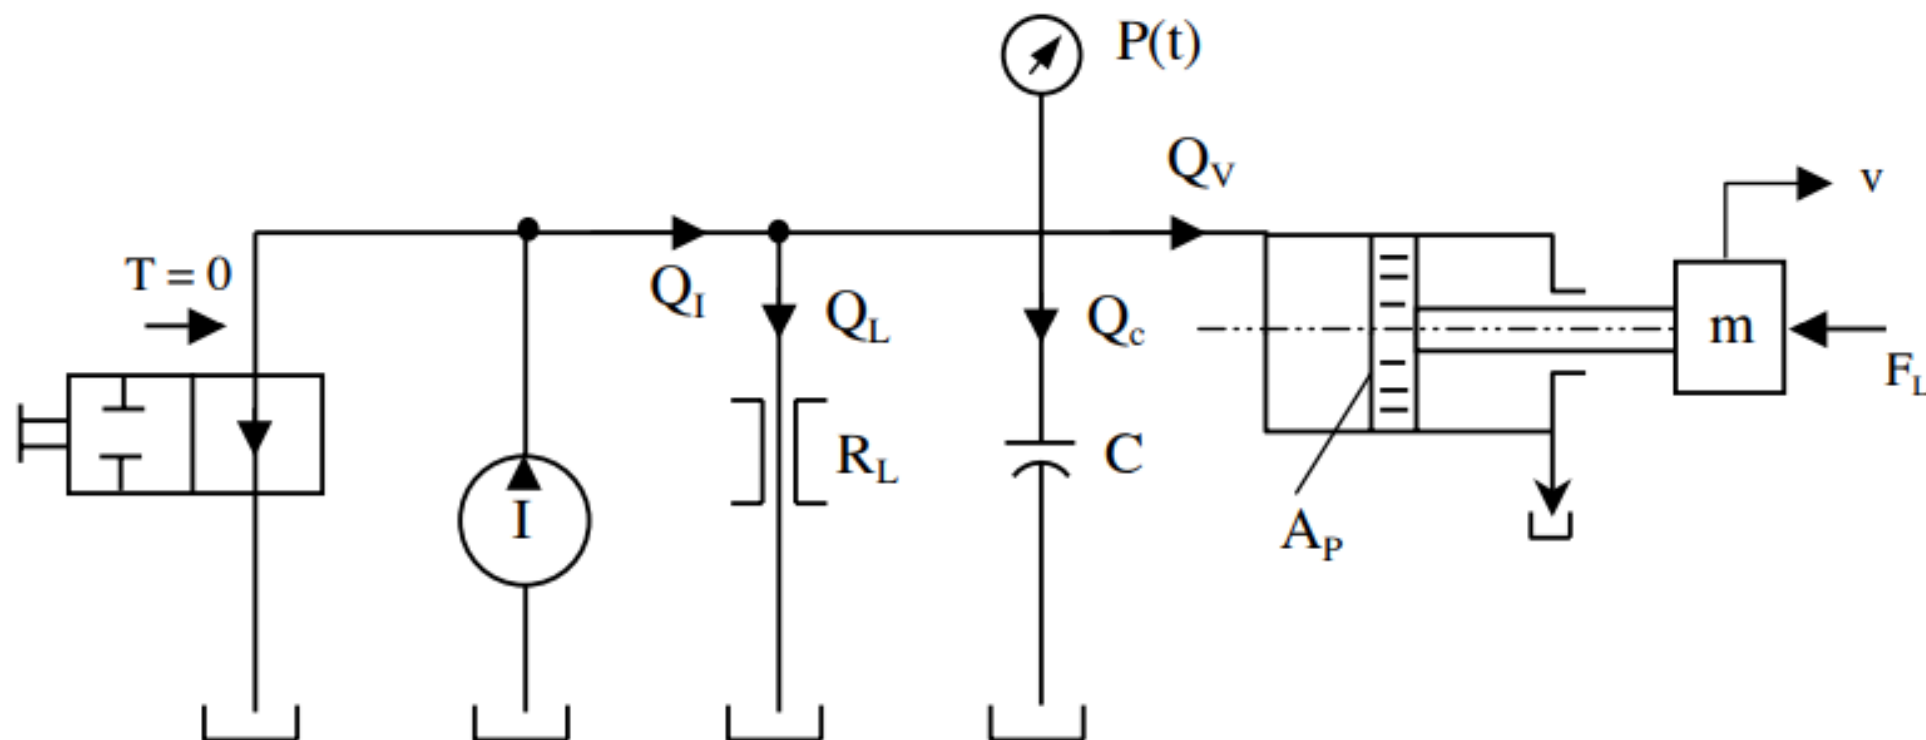 P(t)
Q_V
v
T = 0
Q_I
Q_L
Q_c
m
F_L
R_L
C
I
A_P